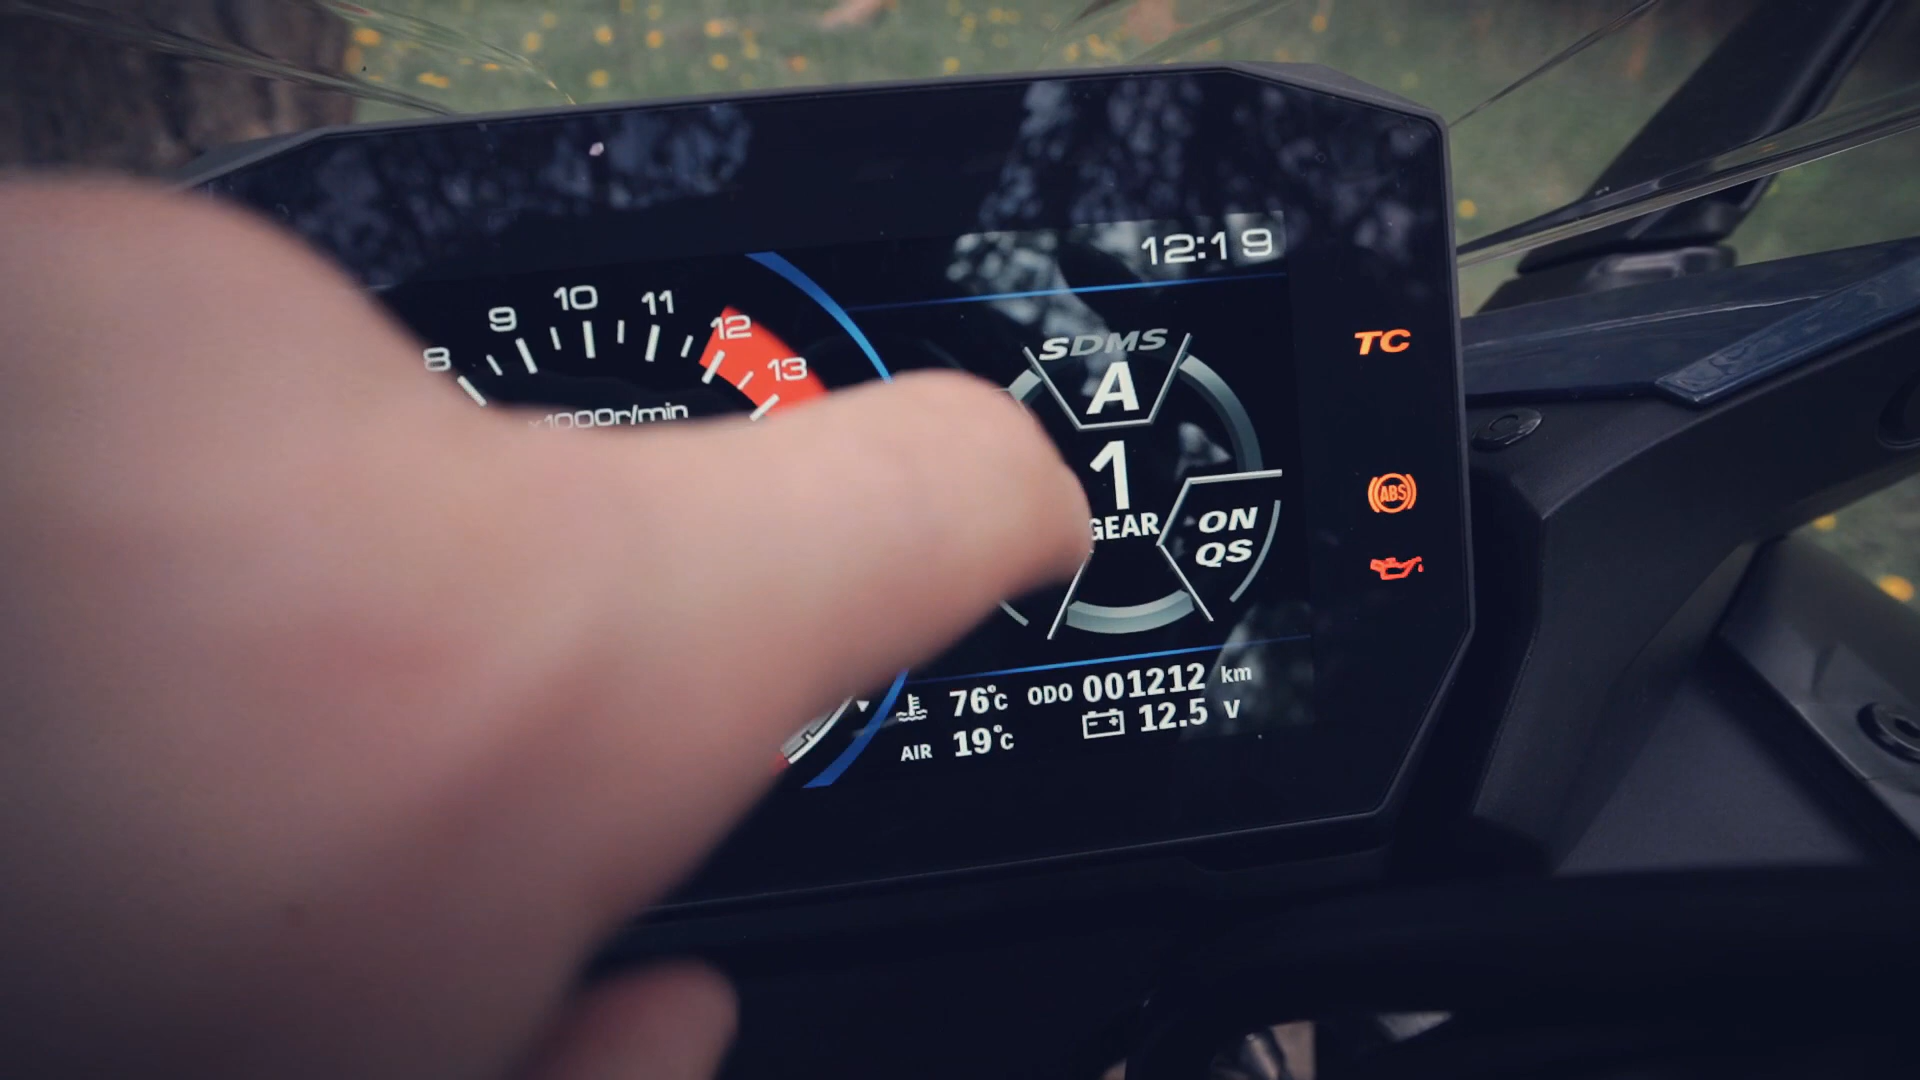 12:19
8 9 10 11 12 13
x1000r/min
SDMS
A
1
GEAR
ON
QS
TC
ABS
76°C ODO 001212 km
AIR 19°C 12.5 V